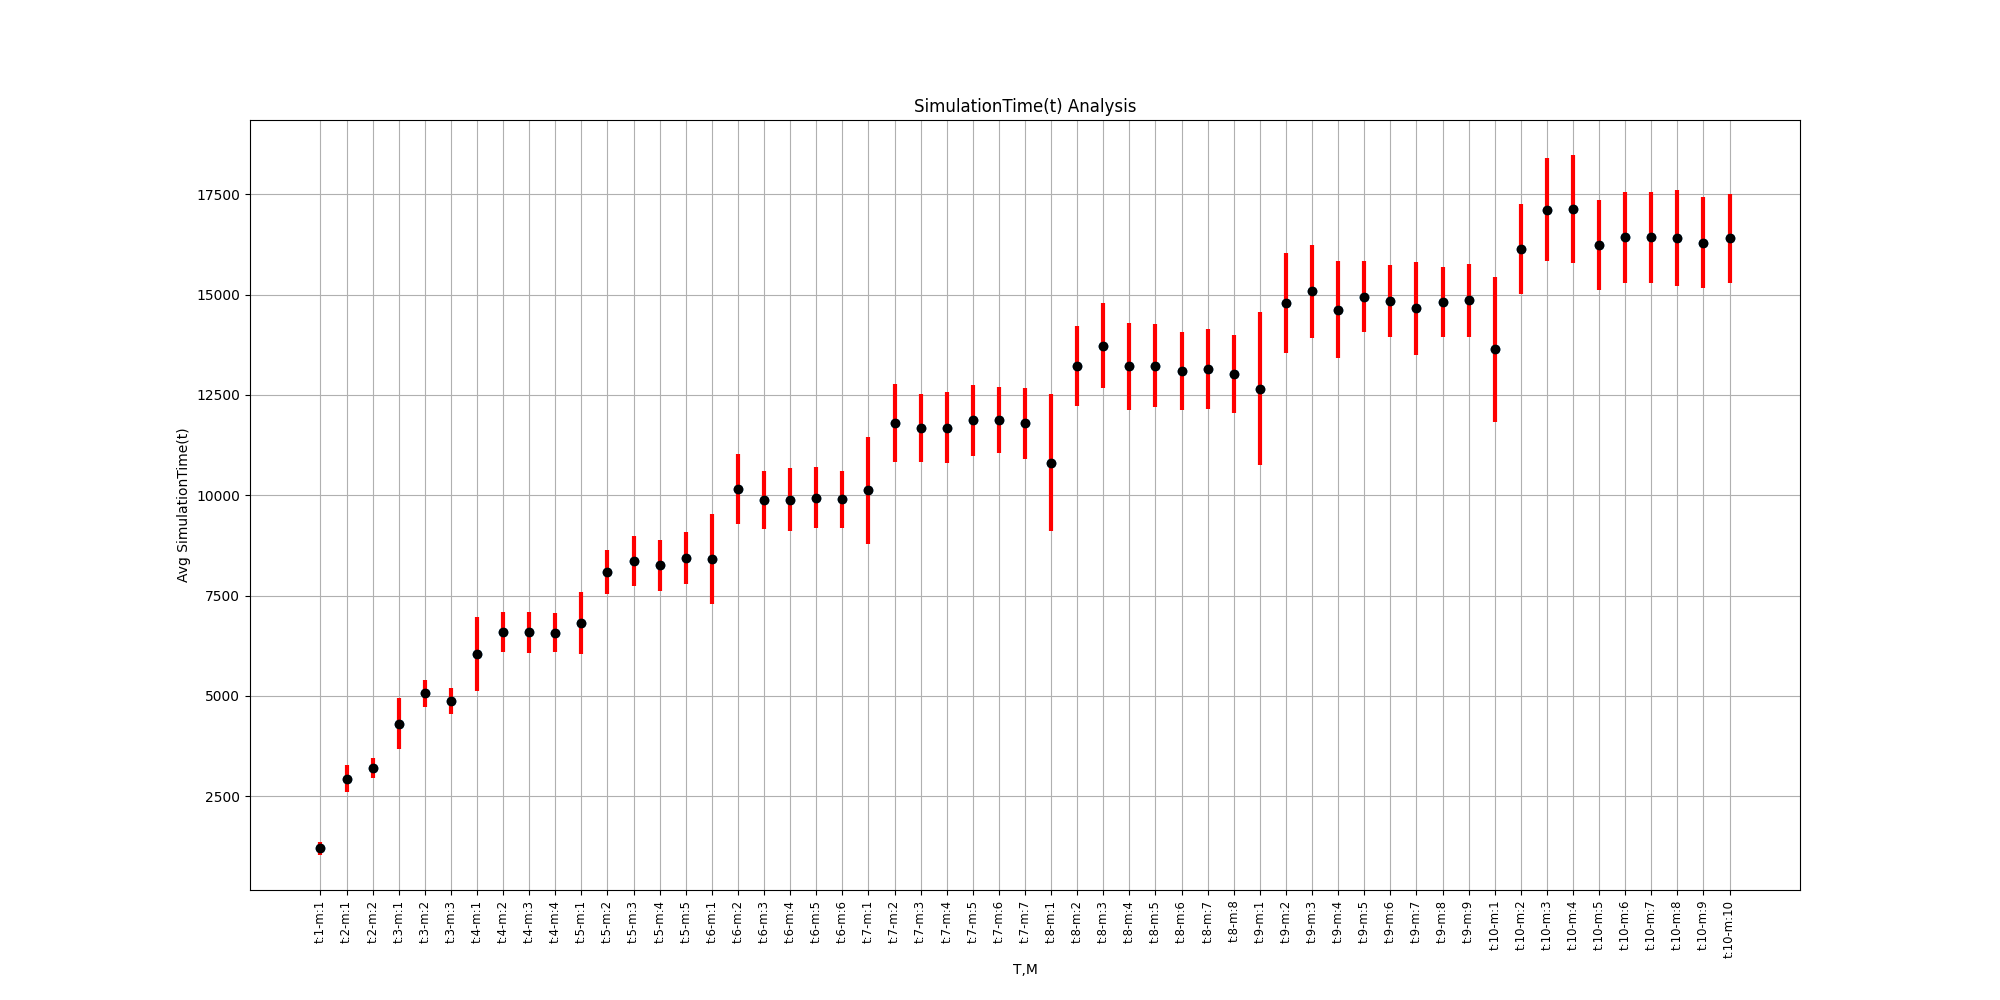 SimulationTime(t) Analysis
17500
15000
12500
10000
7500
5000
2500
Avg SimulationTime(t)
t:1-m:1
t:2-m:1
t:2-m:2
t:3-m:1
t:3-m:2
t:3-m:3
t:4-m:1
t:4-m:2
t:4-m:3
t:4-m:4
t:5-m:1
t:5-m:2
t:5-m:3
t:5-m:4
t:5-m:5
t:6-m:1
t:6-m:2
t:6-m:3
t:6-m:4
t:6-m:5
t:6-m:6
t:7-m:1
t:7-m:2
t:7-m:3
t:7-m:4
t:7-m:5
t:7-m:6
t:7-m:7
t:8-m:1
t:8-m:2
t:8-m:3
t:8-m:4
t:8-m:5
t:8-m:6
t:8-m:7
t:8-m:8
t:9-m:1
t:9-m:2
t:9-m:3
t:9-m:4
t:9-m:5
t:9-m:6
t:9-m:7
t:9-m:8
t:9-m:9
t:10-m:1
t:10-m:2
t:10-m:3
t:10-m:4
t:10-m:5
t:10-m:6
t:10-m:7
t:10-m:8
t:10-m:9
t:10-m:10
T,M